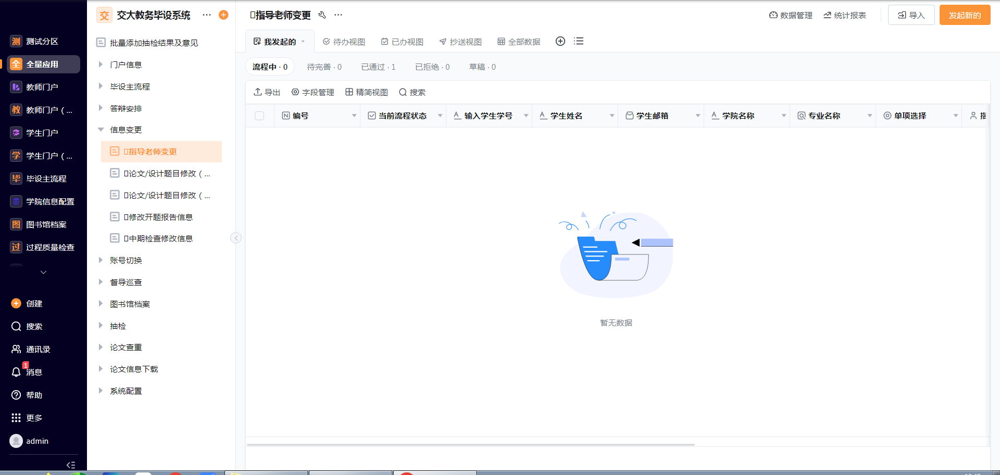 测 测试分区
全 全量应用
教师门户
教 教师门户（...
学生门户
学 学生门户（...
毕 毕设主流程
学院信息配置
图 图书馆档案
过 过程质量检查
创建
搜索
通讯录
1
消息
帮助
更多
admin
交 交大教务毕设系统
批量添加抽检结果及意见
门户信息
毕设主流程
答辩安排
信息变更
▯指导老师变更
▯论文/设计题目修改（...
▯论文/设计题目修改（...
▯修改开题报告信息
▯中期检查修改信息
账号切换
督导巡查
图书馆档案
抽检
论文查重
论文信息下载
系统配置
▯指导老师变更
数据管理 统计报表 导入 发起新的
我发起的 待办视图 已办视图 抄送视图 全部数据
流程中 · 0 待完善 · 0 已通过 · 1 已拒绝 · 0 草稿 · 0
导出 字段管理 精简视图 搜索
编号 当前流程状态 输入学生学号 学生姓名 学生邮箱 学院名称 专业名称 单项选择
暂无数据